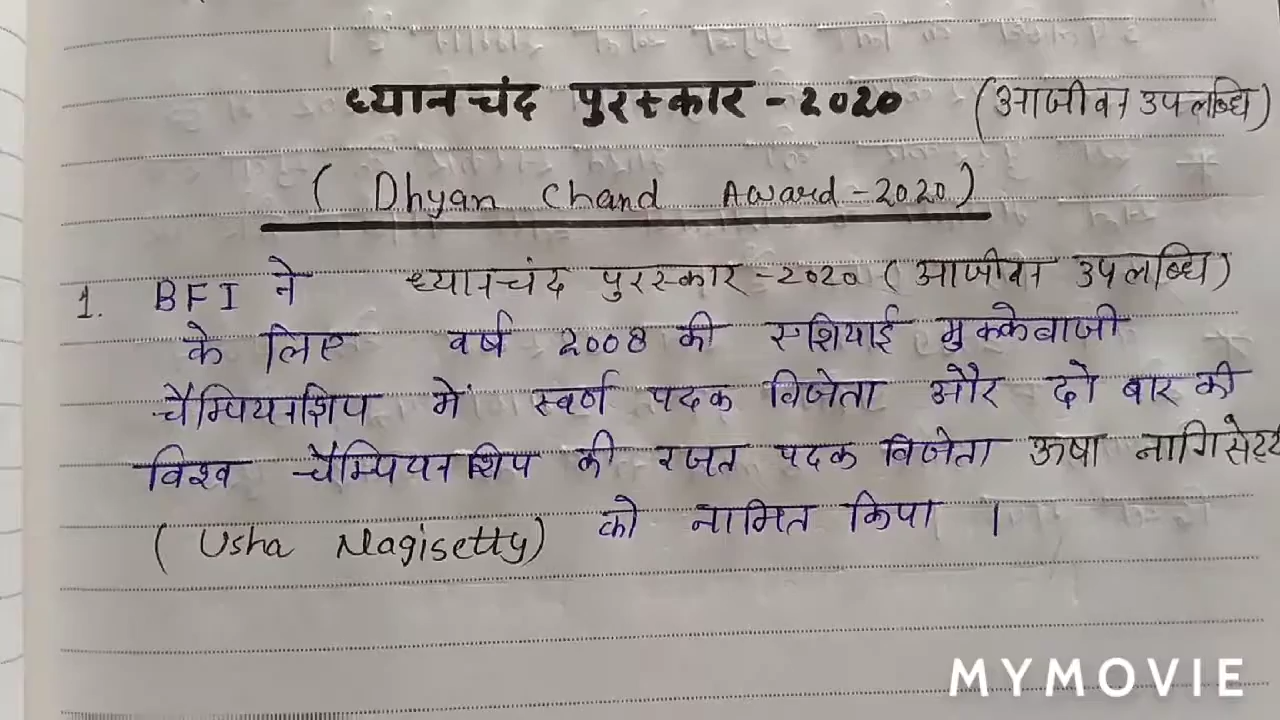 ध्यानचंद पुरस्कार - 2020 (आजीवन उपलब्धि)
( Dhyan Chand Award - 2020 )
1. BFI ने ध्यानचंद पुरस्कार - 2020 ( आजीवन उपलब्धि)
के लिए वर्ष 2008 की एशियाई मुक्केबाजी
चैम्पियनशिप में स्वर्ण पदक विजेता और दो बार की
विश्व चैम्पियनशिप की रजत पदक विजेता ऊषा
( Usha Nagisetty) को नामित किया ।
MYMOVIE